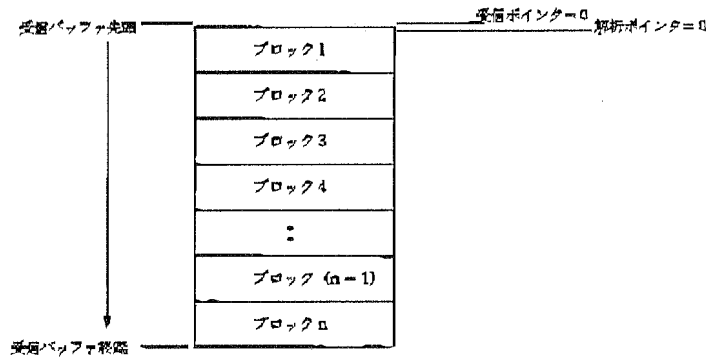 受信バッファ先頭
受信ポインター=0
解析ポインター=0
ブロック1
ブロック2
ブロック3
ブロック4
:
ブロック (n-1)
ブロックn
受信バッファ終端